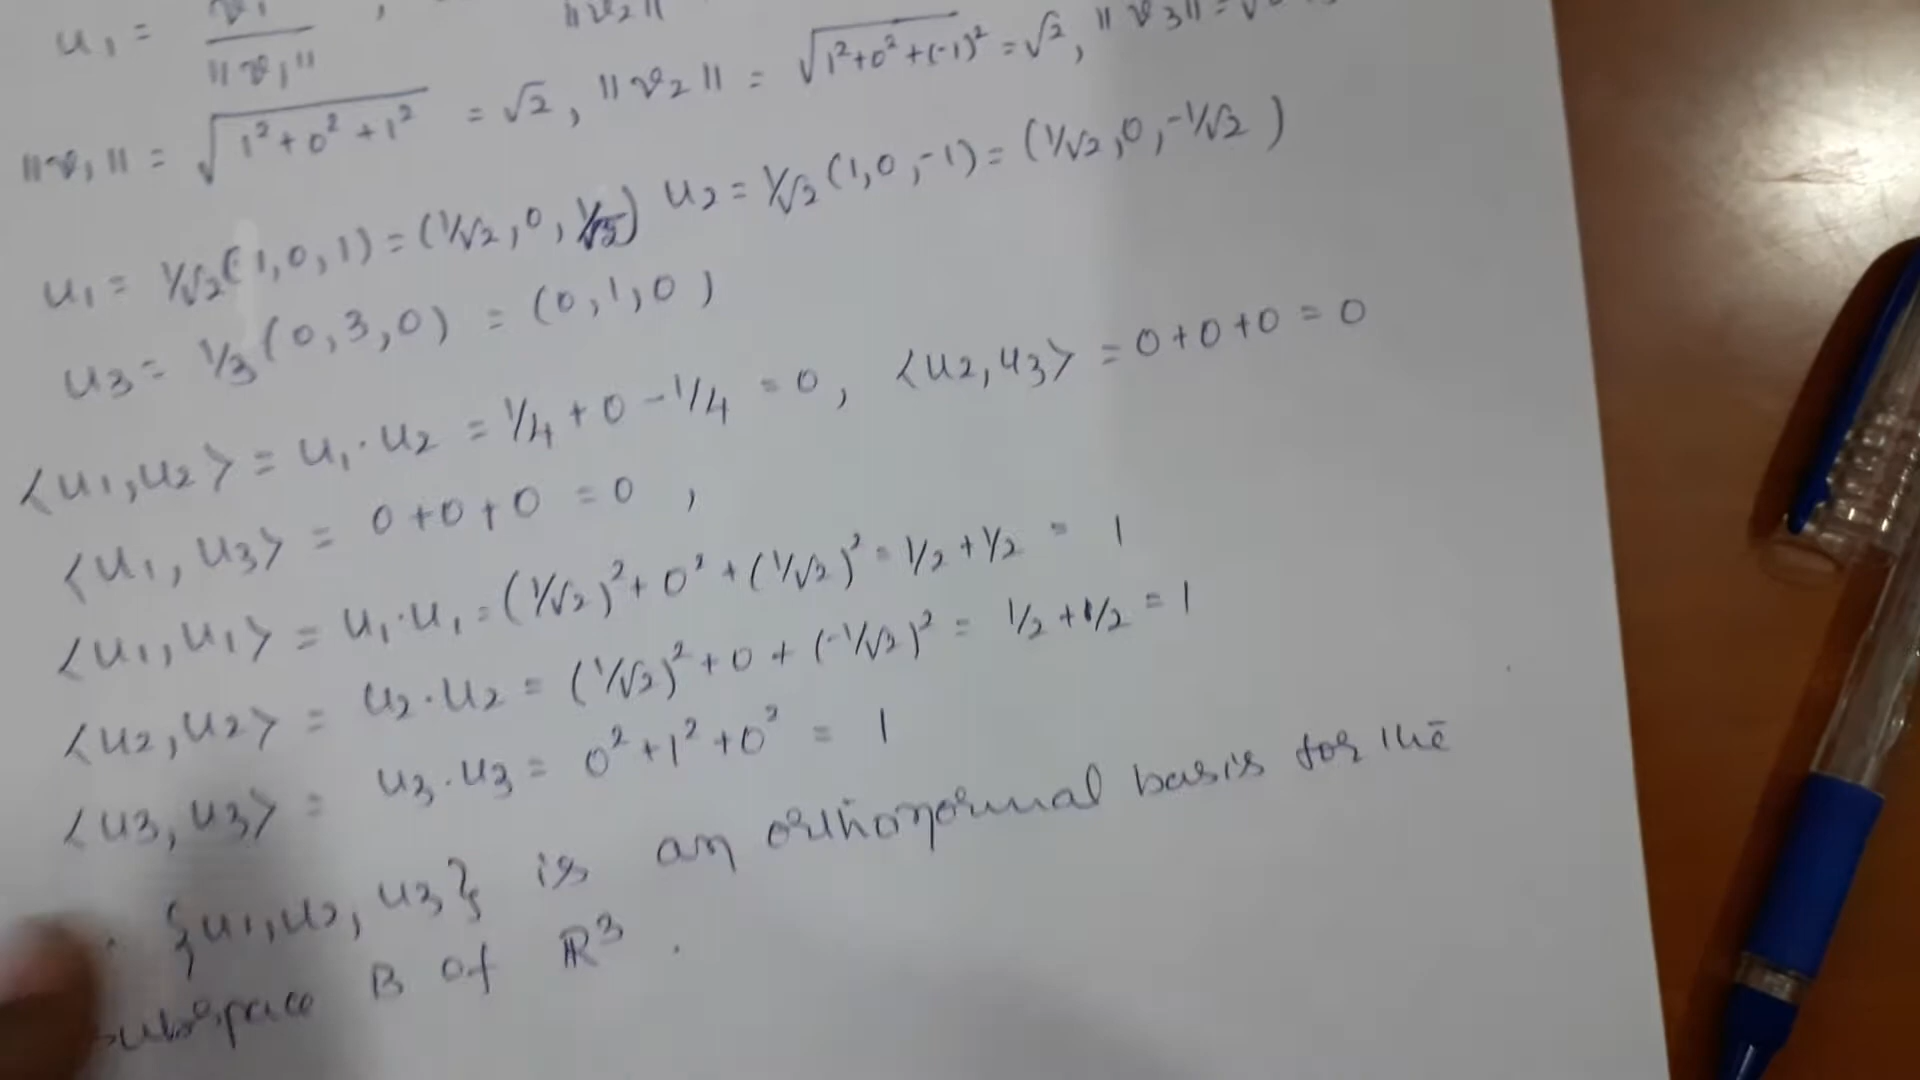 u₁ = v₁ / ||v₁|| , ||v₂||
||v₁|| = √(1²+0²+1²) = √2, ||v₂|| = √(1²+0²+(-1)²) = √2, ||v₃|| = √
u₁ = 1/√2(1,0,1) = (1/√2,0,1/√2) u₂ = 1/√2(1,0,-1) = (1/√2,0,-1/√2)
u₃ = 1/3(0,3,0) = (0,1,0)
<u₁,u₂> = u₁·u₂ = 1/4+0-1/4 = 0, <u₂,u₃> = 0+0+0 = 0
<u₁,u₃> = 0+0+0 = 0,
<u₁,u₁> = u₁·u₁ = (1/√2)²+0²+(1/√2)² = 1/2+1/2 = 1
<u₂,u₂> = u₂·u₂ = (1/√2)²+0+(-1/√2)² = 1/2+1/2 = 1
<u₃,u₃> = u₃·u₃ = 0²+1²+0² = 1
{u₁,u₂,u₃} is an orthonormal basis for the
subspace B of ℝ³.